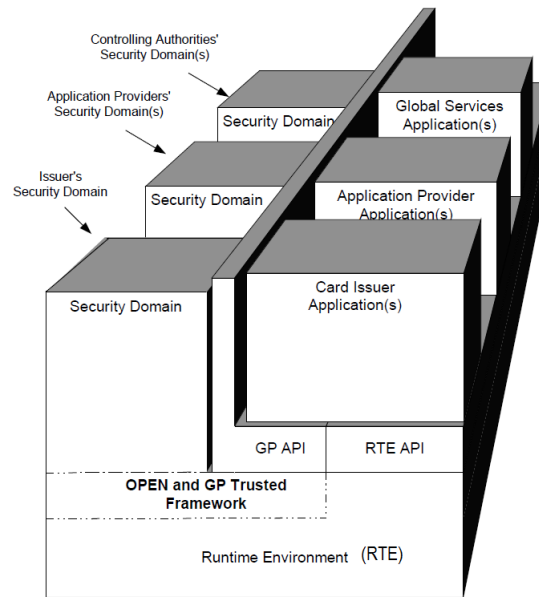 Controlling Authorities'
Security Domain(s)
Application Providers'
Security Domain(s)
Issuer's
Security Domain
Security Domain
Global Services
Application(s)
Security Domain
Application Provider
Application(s)
Security Domain
Card Issuer
Application(s)
GP API
RTE API
OPEN and GP Trusted
Framework
Runtime Environment (RTE)